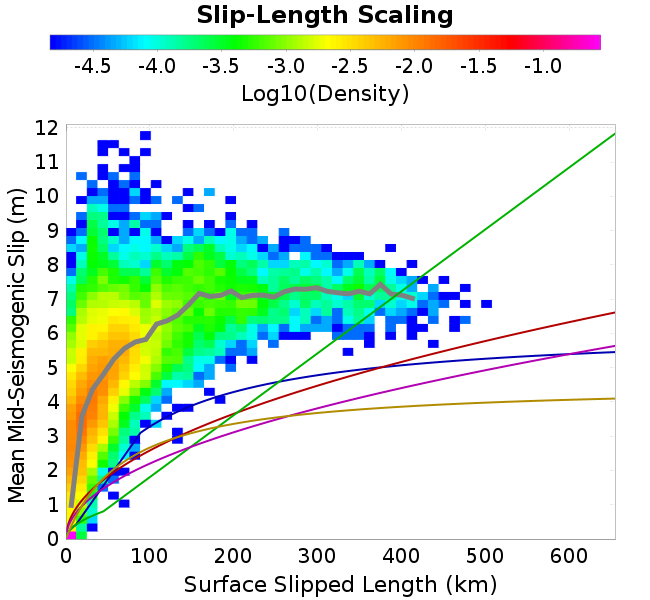 Slip-Length Scaling
-4.5 -4.0 -3.5 -3.0 -2.5 -2.0 -1.5 -1.0
Log10(Density)
12
11
10
9
8
7
6
5
4
3
2
1
0
Mean Mid-Seismogenic Slip (m)
0 100 200 300 400 500 600
Surface Slipped Length (km)